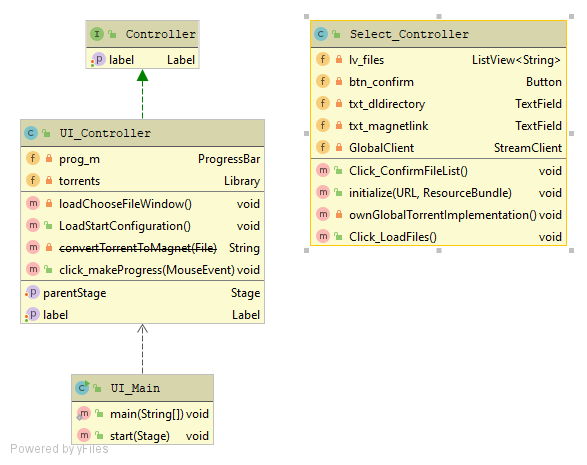 Controller
label Label
UI_Controller
prog_m ProgressBar
torrents Library
loadChooseFileWindow() void
LoadStartConfiguration() void
convertTorrentToMagnet(File) String
click_makeProgress(MouseEvent) void
parentStage Stage
label Label
UI_Main
main(String[]) void
start(Stage) void
Select_Controller
lv_files ListView<String>
btn_confirm Button
txt_dldirectory TextField
txt_magnetlink TextField
GlobalClient StreamClient
Click_ConfirmFileList() void
initialize(URL, ResourceBundle) void
ownGlobalTorrentImplementation() void
Click_LoadFiles() void
Powered by yFiles